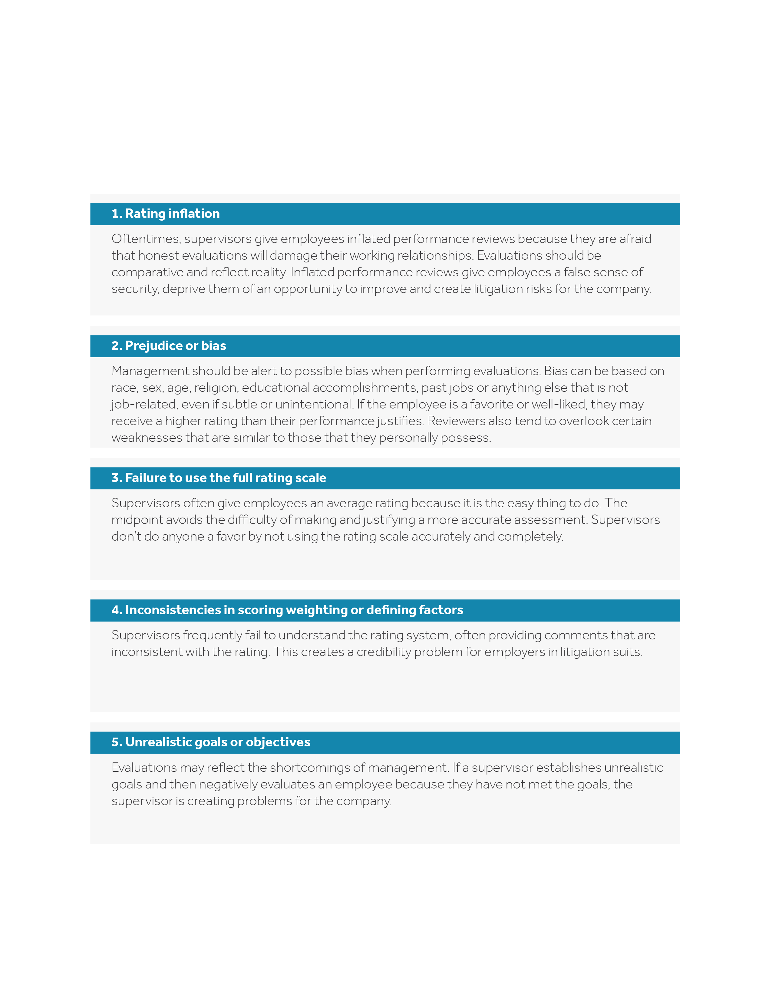 1. Rating inflation
Oftentimes, supervisors give employees inflated performance reviews because they are afraid
that honest evaluations will damage their working relationships. Evaluations should be
comparative and reflect reality. Inflated performance reviews give employees a false sense of
security, deprive them of an opportunity to improve and create litigation risks for the company.
2. Prejudice or bias
Management should be alert to possible bias when performing evaluations. Bias can be based on
race, sex, age, religion, educational accomplishments, past jobs or anything else that is not
job-related, even if subtle or unintentional. If the employee is a favorite or well-liked, they may
receive a higher rating than their performance justifies. Reviewers also tend to overlook certain
weaknesses that are similar to those that they personally possess.
3. Failure to use the full rating scale
Supervisors often give employees an average rating because it is the easy thing to do. The
midpoint avoids the difficulty of making and justifying a more accurate assessment. Supervisors
don't do anyone a favor by not using the rating scale accurately and completely.
4. Inconsistencies in scoring weighting or defining factors
Supervisors frequently fail to understand the rating system, often providing comments that are
inconsistent with the rating. This creates a credibility problem for employers in litigation suits.
5. Unrealistic goals or objectives
Evaluations may reflect the shortcomings of management. If a supervisor establishes unrealistic
goals and then negatively evaluates an employee because they have not met the goals, the
supervisor is creating problems for the company.